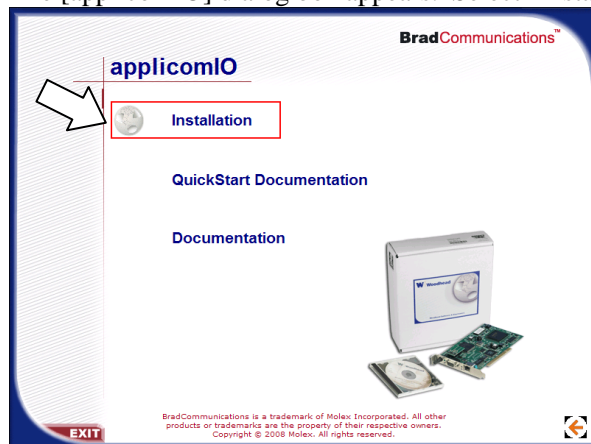 BradCommunications™
applicomIO
Installation
QuickStart Documentation
Documentation
W Woodhead
EXIT
BradCommunications is a trademark of Molex Incorporated. All other
products or trademarks are the property of their respective owners.
Copyright © 2008 Molex. All rights reserved.